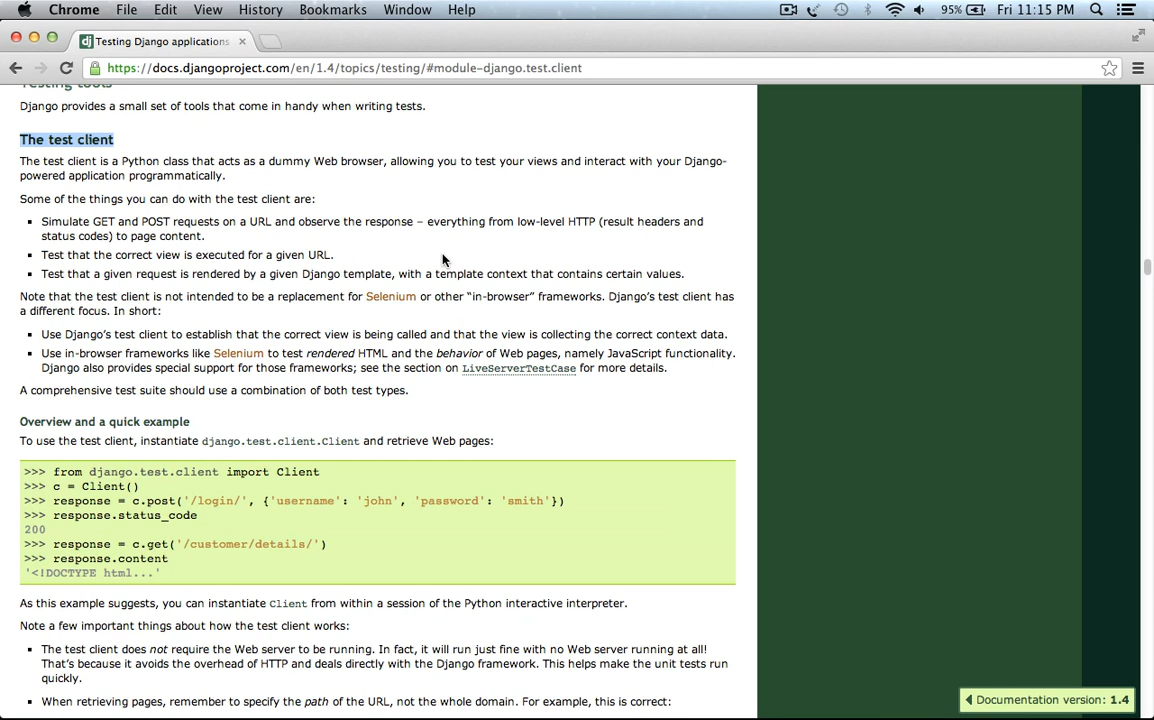 Chrome File Edit View History Bookmarks Window Help 95% Fri 11:15 PM
dj Testing Django applications
https://docs.djangoproject.com/en/1.4/topics/testing/#module-django.test.client
Testing tools
Django provides a small set of tools that come in handy when writing tests.
The test client
The test client is a Python class that acts as a dummy Web browser, allowing you to test your views and interact with your Django-
powered application programmatically.
Some of the things you can do with the test client are:
Simulate GET and POST requests on a URL and observe the response – everything from low-level HTTP (result headers and
status codes) to page content.
Test that the correct view is executed for a given URL.
Test that a given request is rendered by a given Django template, with a template context that contains certain values.
Note that the test client is not intended to be a replacement for Selenium or other “in-browser” frameworks. Django’s test client has
a different focus. In short:
Use Django’s test client to establish that the correct view is being called and that the view is collecting the correct context data.
Use in-browser frameworks like Selenium to test rendered HTML and the behavior of Web pages, namely JavaScript functionality.
Django also provides special support for those frameworks; see the section on LiveServerTestCase for more details.
A comprehensive test suite should use a combination of both test types.
Overview and a quick example
To use the test client, instantiate django.test.client.Client and retrieve Web pages:
>>> from django.test.client import Client
>>> c = Client()
>>> response = c.post('/login/', {'username': 'john', 'password': 'smith'})
>>> response.status_code
200
>>> response = c.get('/customer/details/')
>>> response.content
'<!DOCTYPE html...'
As this example suggests, you can instantiate Client from within a session of the Python interactive interpreter.
Note a few important things about how the test client works:
The test client does not require the Web server to be running. In fact, it will run just fine with no Web server running at all!
That’s because it avoids the overhead of HTTP and deals directly with the Django framework. This helps make the unit tests run
quickly.
When retrieving pages, remember to specify the path of the URL, not the whole domain. For example, this is correct:
Documentation version: 1.4